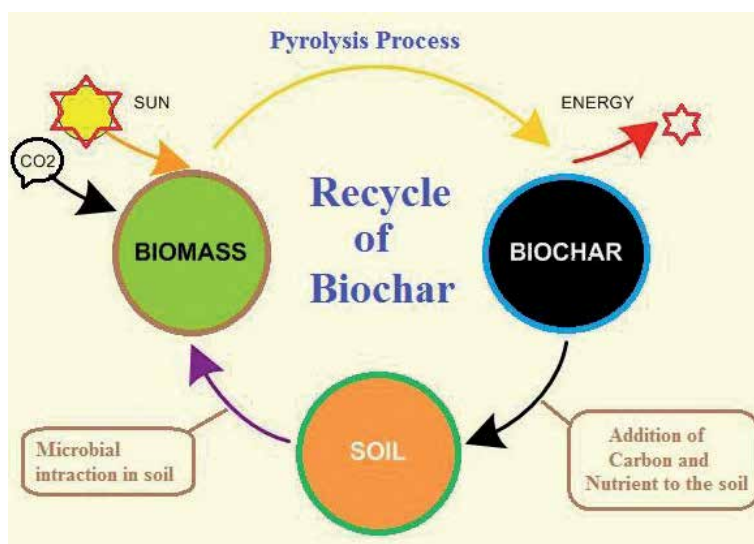 Pyrolysis Process
SUN
ENERGY
CO2
Recycle
of
Biochar
BIOMASS
BIOCHAR
SOIL
Microbial
intraction in soil
Addition of
Carbon and
Nutrient to the soil